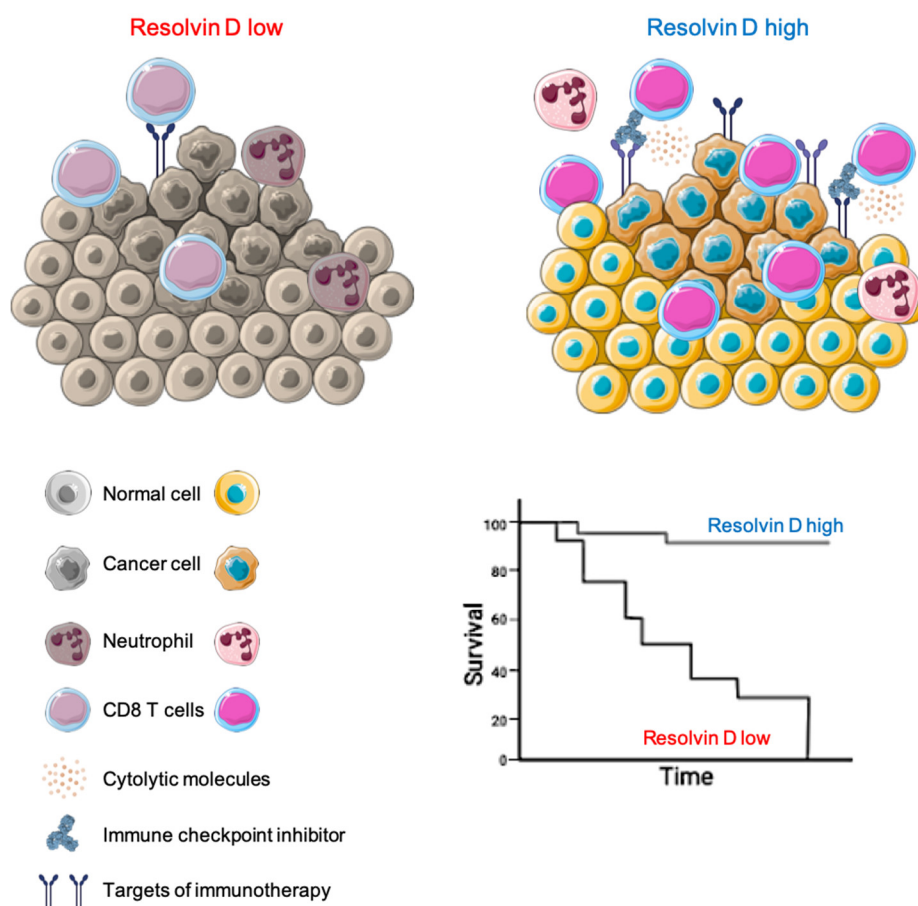 Resolvin D low
Resolvin D high
Normal cell
Cancer cell
Neutrophil
CD8 T cells
Cytolytic molecules
Immune checkpoint inhibitor
Targets of immunotherapy
Survival
100
80
60
40
20
0
Resolvin D high
Resolvin D low
Time